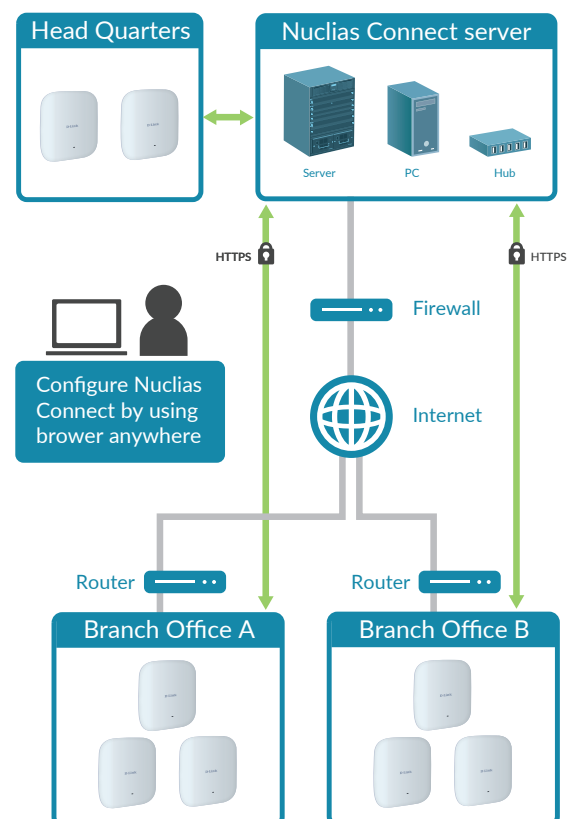 Head Quarters
Nuclias Connect server
Server
PC
Hub
HTTPS
HTTPS
Firewall
Configure Nuclias
Connect by using
brower anywhere
Internet
Router
Router
Branch Office A
Branch Office B